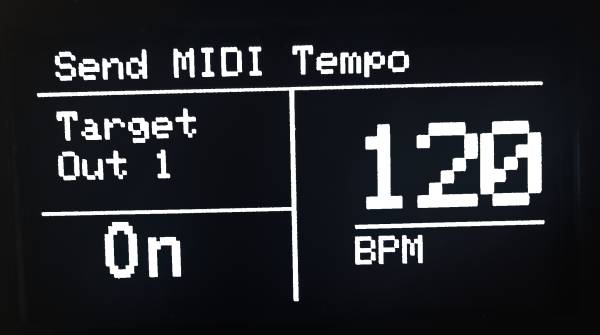 Send MIDI Tempo
Target
Out 1
On
120
BPM